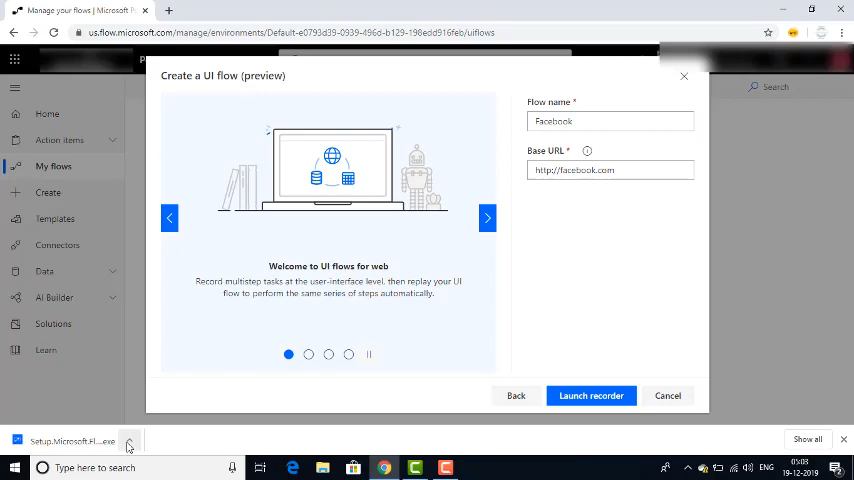 Manage your flows | Microsoft P
us.flow.microsoft.com/manage/environments/Default-e0793d39-0939-496d-b129-198edd916feb/uiflows
Search
Home
Action items
My flows
Create
Templates
Connectors
Data
AI Builder
Solutions
Learn
Create a UI flow (preview)
Welcome to UI flows for web
Record multistep tasks at the user-interface level, then replay your UI
flow to perform the same series of steps automatically.
Flow name *
Facebook
Base URL *
http://facebook.com
Back
Launch recorder
Cancel
Setup.Microsoft.Fl....exe
Show all
Type here to search
ENG
05:03
19-12-2019
2